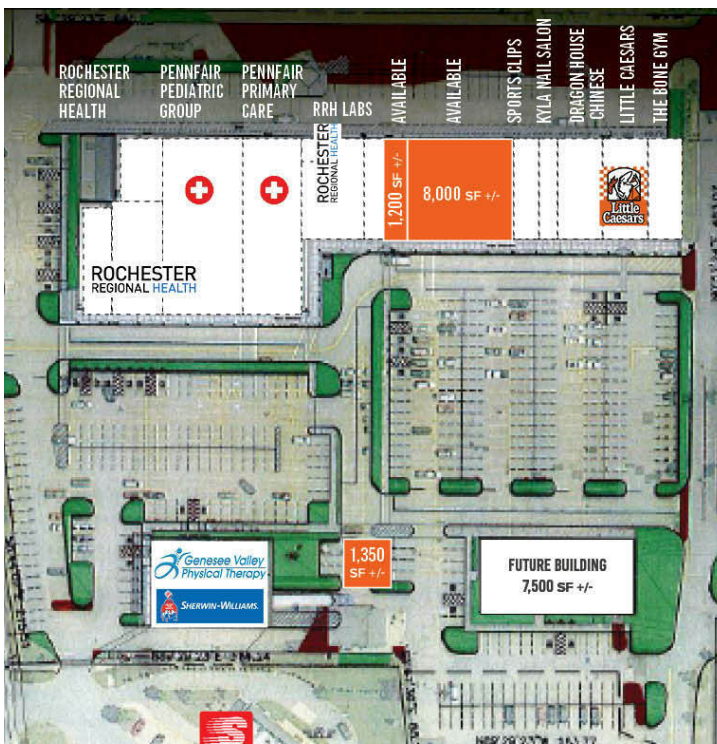 ROCHESTER
REGIONAL
HEALTH
PENNFAIR
PEDIATRIC
GROUP
PENNFAIR
PRIMARY
CARE
RRH LABS
AVAILABLE
AVAILABLE
SPORTS CLIPS
KYLA NAIL SALON
DRAGON HOUSE
CHINESE
LITTLE CAESARS
THE BONE GYM
ROCHESTER
REGIONAL HEALTH
1,200 SF +/-
8,000 SF +/-
Little
Caesars
ROCHESTER
REGIONAL HEALTH
Genesee Valley
Physical Therapy
SHERWIN-WILLIAMS.
1,350
SF +/-
FUTURE BUILDING
7,500 SF +/-